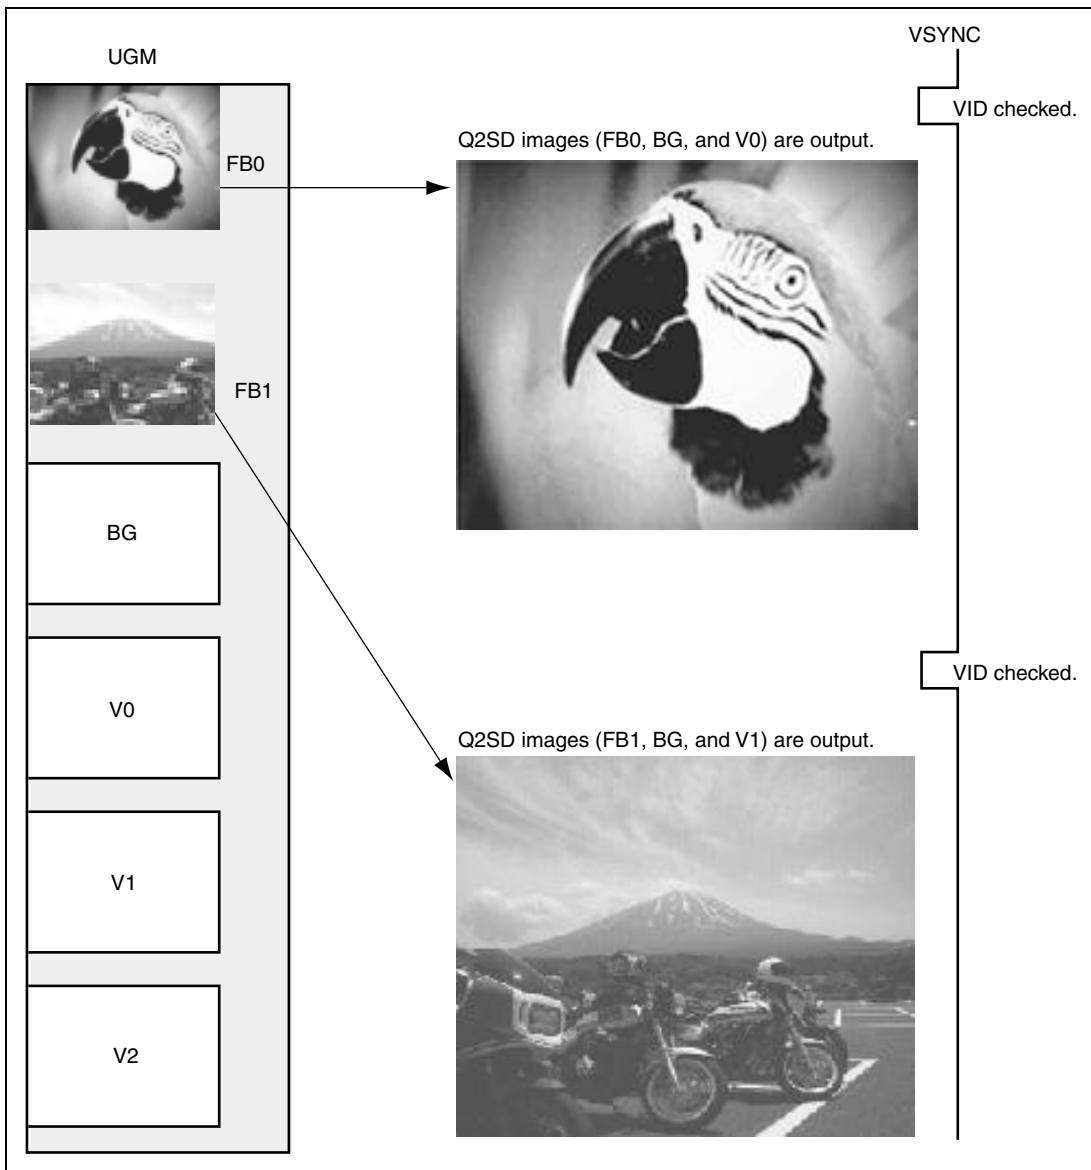 VSYNC
UGM
VID checked.
Q2SD images (FB0, BG, and V0) are output.
FB0
FB1
BG
V0
VID checked.
Q2SD images (FB1, BG, and V1) are output.
V1
V2